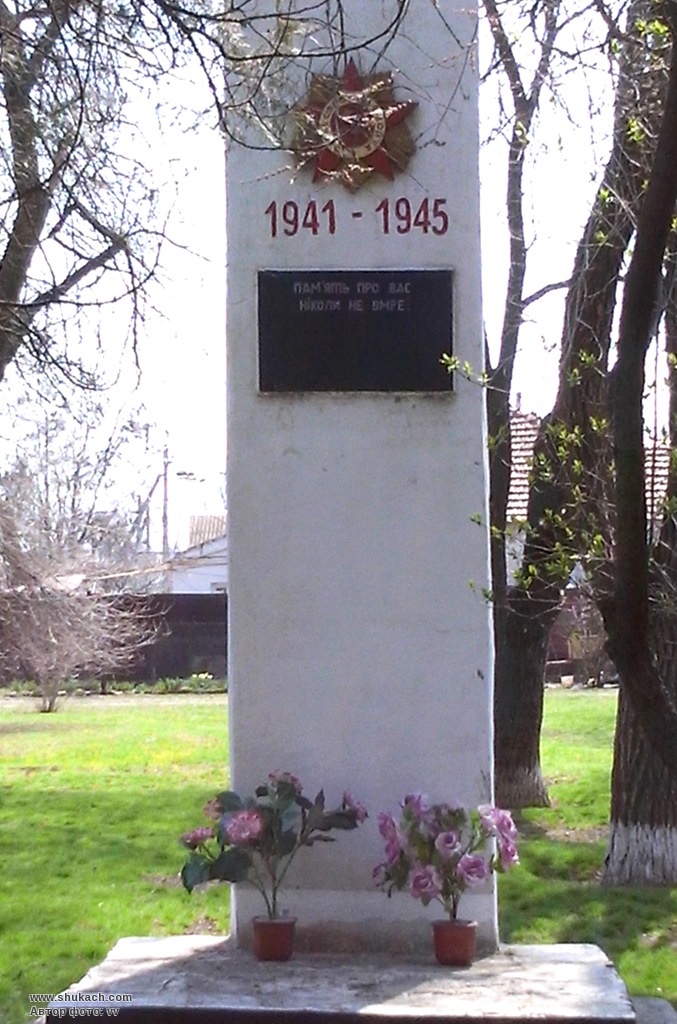 1941 - 1945
ПАМ'ЯТЬ ПРО ВАС
НІКОЛИ НЕ ВМРЕ.
www.shukach.com
Автор фото: vv